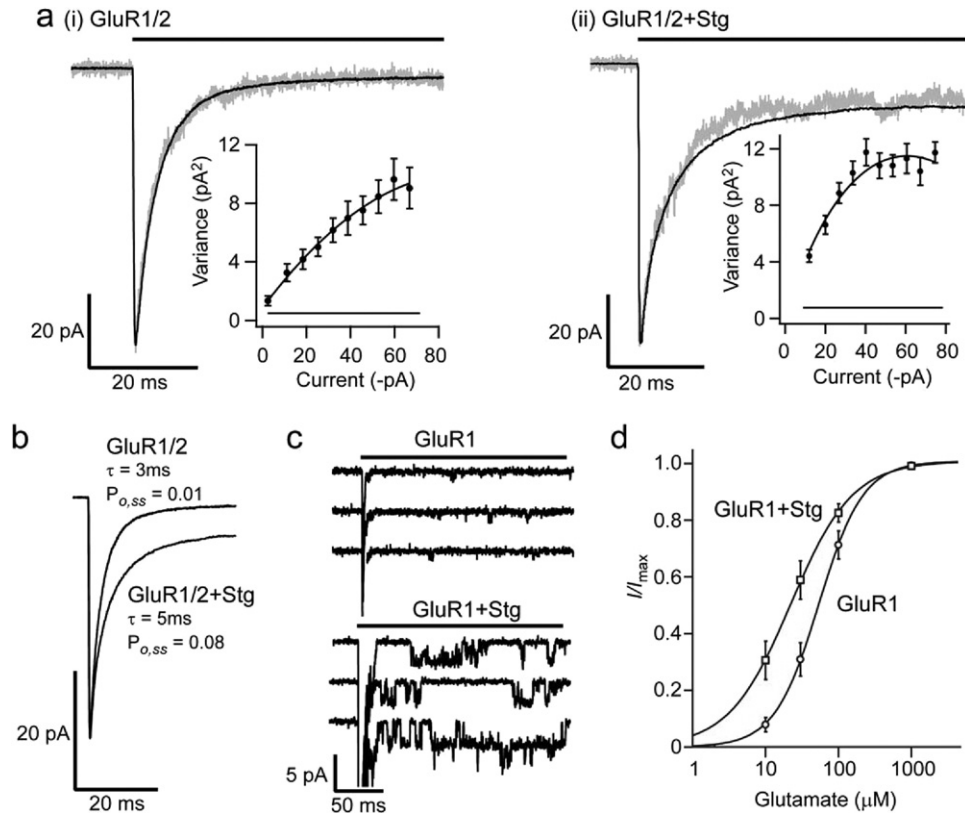 a (i) GluR1/2
(ii) GluR1/2+Stg
12
8
4
0
Variance (pA²)
0 20 40 60 80
Current (-pA)
20 pA
20 ms
12
8
4
0
Variance (pA²)
0 20 40 60 80
Current (-pA)
20 pA
20 ms
b
GluR1/2
τ = 3ms
Po,ss = 0.01
GluR1/2+Stg
τ = 5ms
Po,ss = 0.08
20 pA
20 ms
c
GluR1
GluR1+Stg
5 pA
50 ms
d
1.0
0.8
0.6
0.4
0.2
0
I/Imax
GluR1+Stg
GluR1
1 10 100 1000
Glutamate (μM)